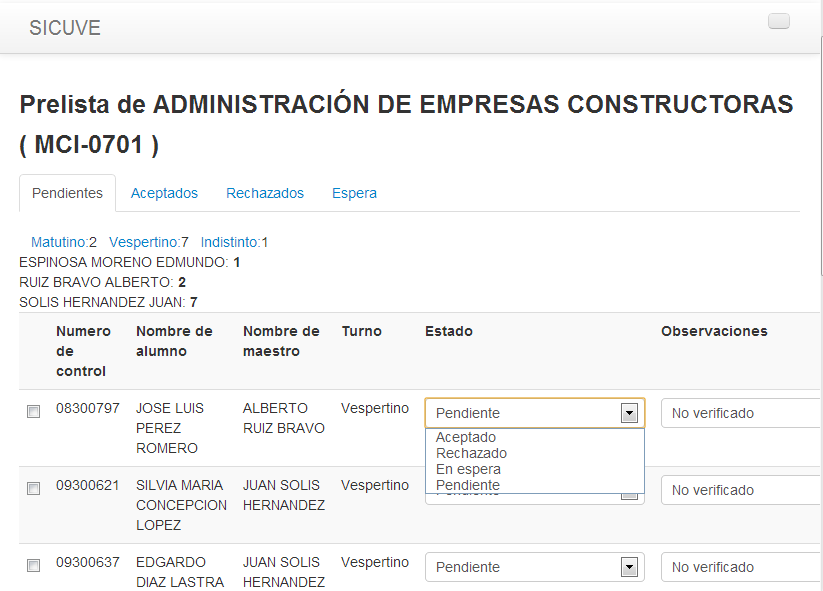 SICUVE
Prelista de ADMINISTRACIÓN DE EMPRESAS CONSTRUCTORAS
( MCI-0701 )
Pendientes Aceptados Rechazados Espera
Matutino:2 Vespertino:7 Indistinto:1
ESPINOSA MORENO EDMUNDO: 1
RUIZ BRAVO ALBERTO: 2
SOLIS HERNANDEZ JUAN: 7
Numero de control Nombre de alumno Nombre de maestro Turno Estado Observaciones
08300797 JOSE LUIS PEREZ ROMERO ALBERTO RUIZ BRAVO Vespertino Pendiente No verificado
Aceptado
Rechazado
En espera
Pendiente
09300621 SILVIA MARIA CONCEPCION LOPEZ JUAN SOLIS HERNANDEZ Vespertino Pendiente No verificado
09300637 EDGARDO DIAZ LASTRA JUAN SOLIS HERNANDEZ Vespertino Pendiente No verificado